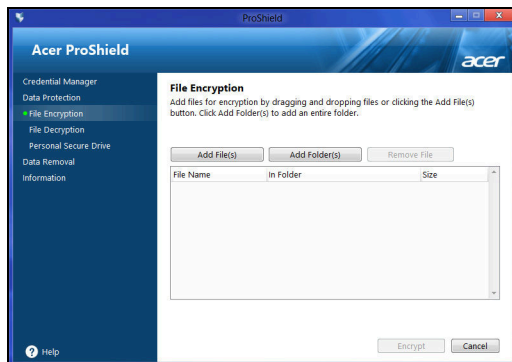 ProShield
Acer ProShield
acer
Credential Manager
Data Protection
File Encryption
File Decryption
Personal Secure Drive
Data Removal
Information
Help
File Encryption
Add files for encryption by dragging and dropping files or clicking the Add File(s)
button. Click Add Folder(s) to add an entire folder.
Add File(s) Add Folder(s) Remove File
File Name In Folder Size
Encrypt Cancel